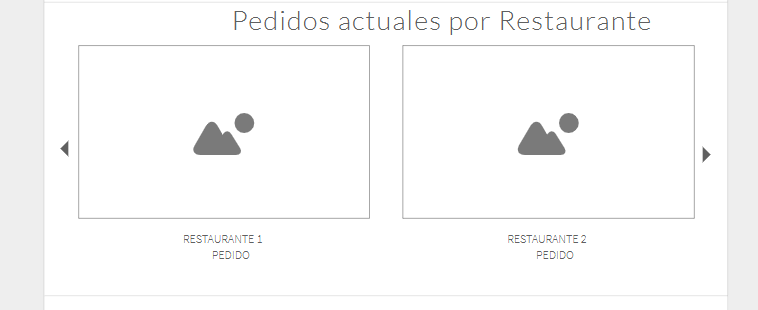 Pedidos actuales por Restaurante
RESTAURANTE 1
PEDIDO
RESTAURANTE 2
PEDIDO